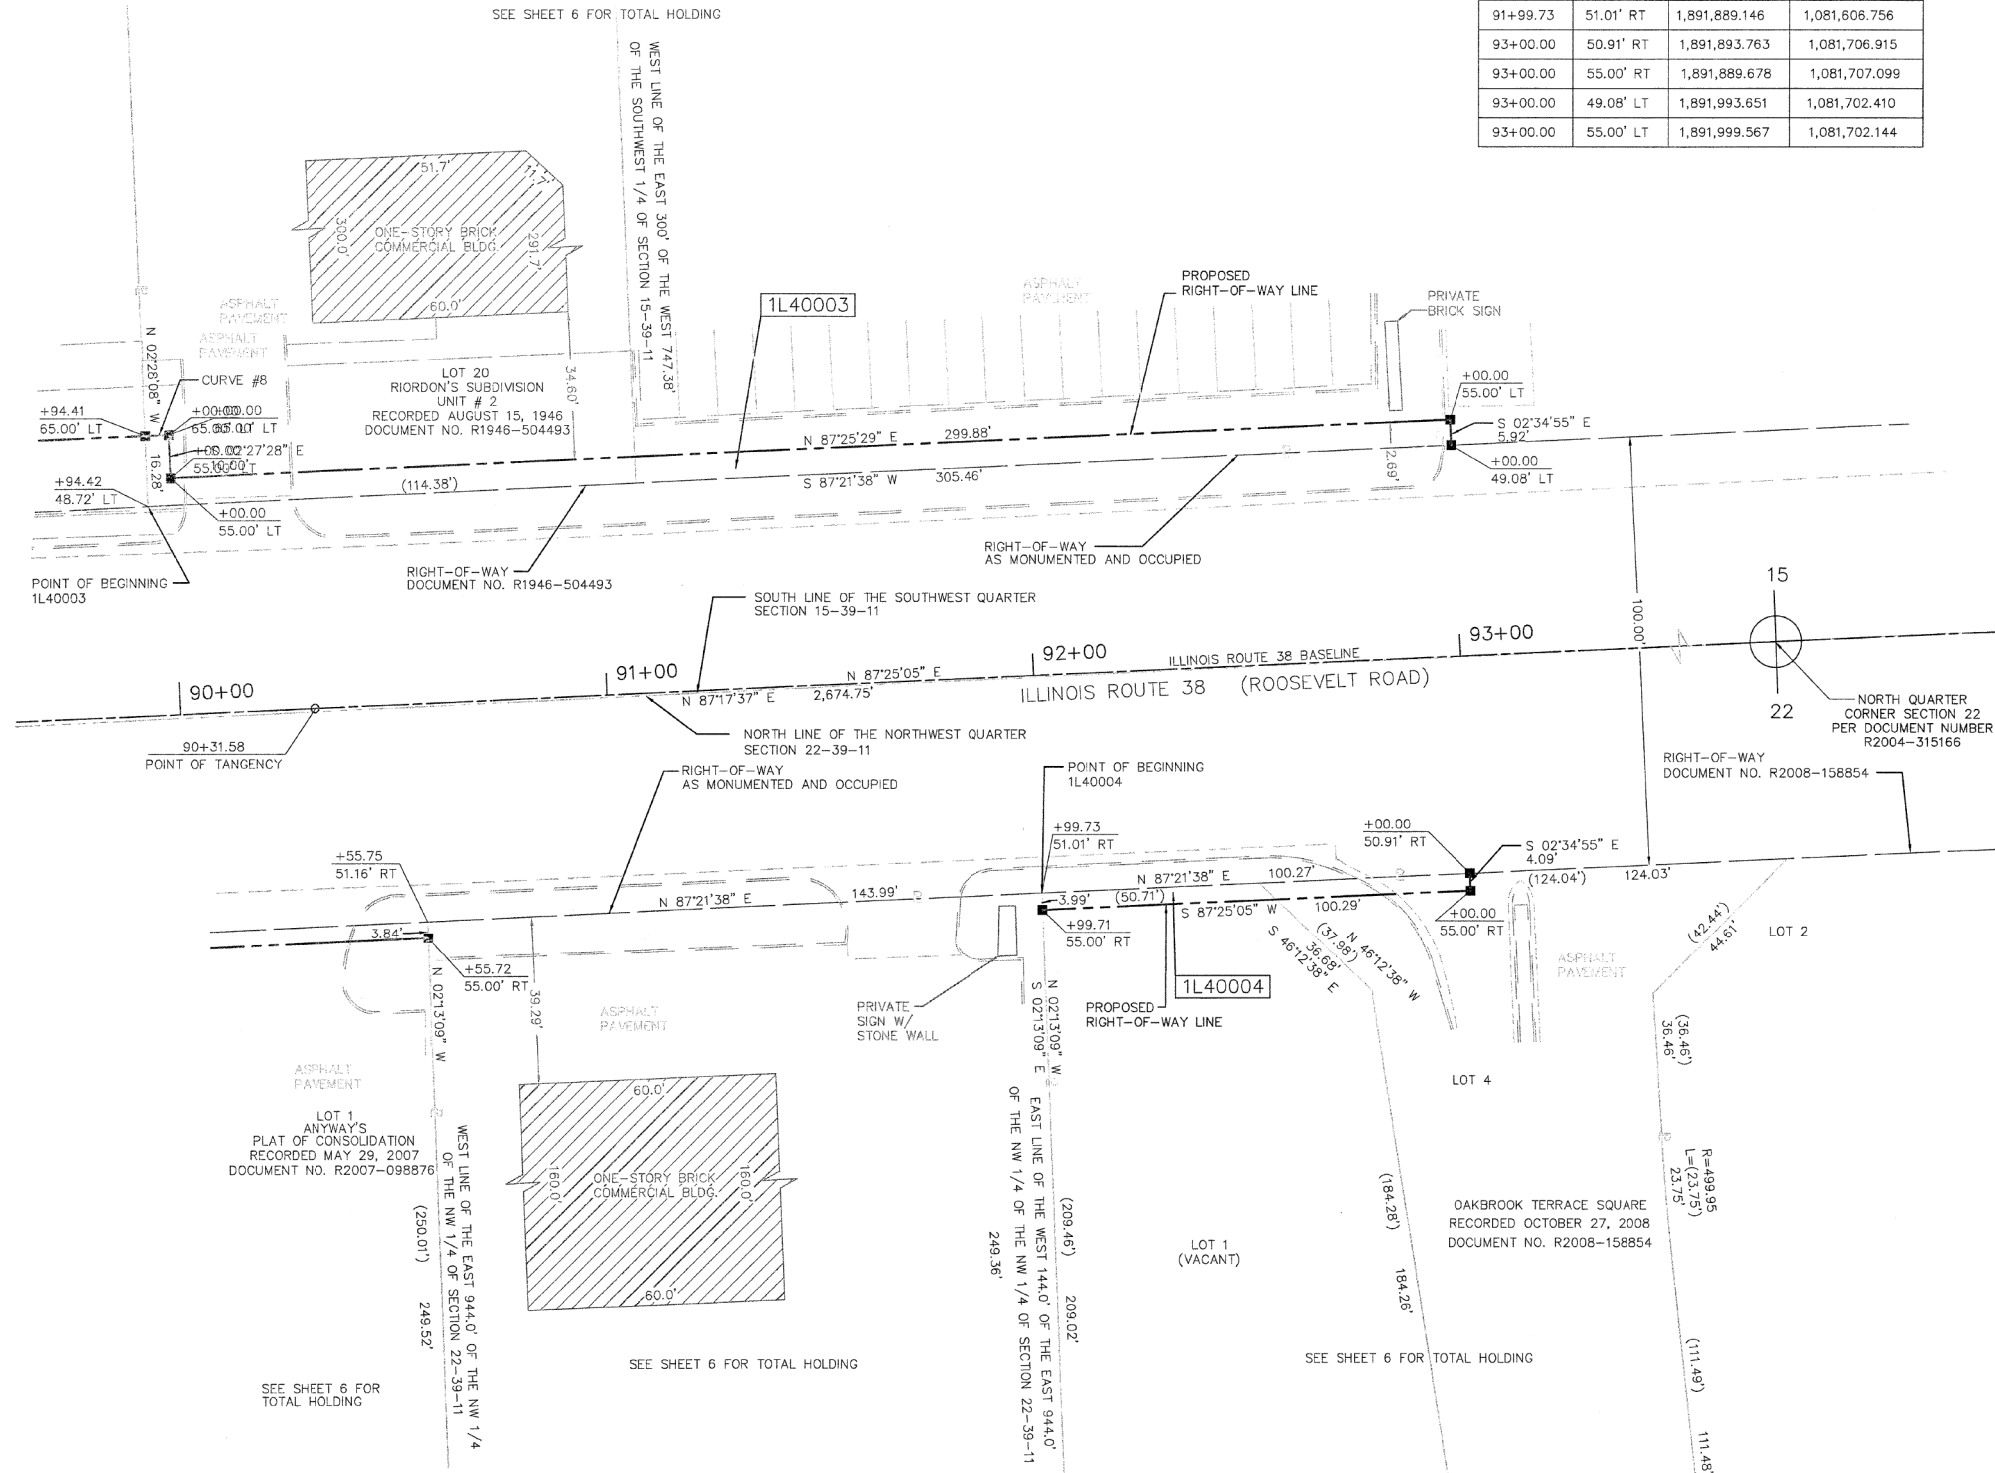 SEE SHEET 6 FOR TOTAL HOLDING
91+99.73 51.01' RT 1,891,889.146 1,081,606.756
93+00.00 50.91' RT 1,891,893.763 1,081,706.915
93+00.00 55.00' RT 1,891,889.678 1,081,707.099
93+00.00 49.08' LT 1,891,993.651 1,081,702.410
93+00.00 55.00' LT 1,891,999.567 1,081,702.144
WEST LINE OF THE EAST 300' OF THE WEST 747.38'
OF THE SOUTHWEST 1/4 OF SECTION 15-39-11
51.7'
11.7'
300.0'
ONE-STORY BRICK
COMMERCIAL BLDG.
291.7'
60.0'
ASPHALT
PAVEMENT
ASPHALT
PAVEMENT
1L40003
ASPHALT
PAVEMENT
PROPOSED
RIGHT-OF-WAY LINE
PRIVATE
BRICK SIGN
N 02°28'08" W
16.28'
CURVE #8
+94.41
65.00' LT
+00.00
65.00' LT
+00.00
55.00' LT
S 02°27'28" E
10.00'
+94.42
48.72' LT
+00.00
55.00' LT
LOT 20
RIORDON'S SUBDIVISION
UNIT # 2
RECORDED AUGUST 15, 1946
DOCUMENT NO. R1946-504493
34.60'
N 87°25'29" E 299.88'
(114.38')
S 87°21'38" W 305.46'
+00.00
55.00' LT
S 02°34'55" E
5.92'
+00.00
49.08' LT
2.69'
POINT OF BEGINNING
1L40003
RIGHT-OF-WAY
DOCUMENT NO. R1946-504493
RIGHT-OF-WAY
AS MONUMENTED AND OCCUPIED
SOUTH LINE OF THE SOUTHWEST QUARTER
SECTION 15-39-11
100.00'
15
22
90+00
91+00
92+00
93+00
N 87°25'05" E
ILLINOIS ROUTE 38 BASELINE
N 87°17'37" E 2,674.75'
ILLINOIS ROUTE 38 (ROOSEVELT ROAD)
90+31.58
POINT OF TANGENCY
NORTH LINE OF THE NORTHWEST QUARTER
SECTION 22-39-11
NORTH QUARTER
CORNER SECTION 22
PER DOCUMENT NUMBER
R2004-315166
RIGHT-OF-WAY
AS MONUMENTED AND OCCUPIED
POINT OF BEGINNING
1L40004
RIGHT-OF-WAY
DOCUMENT NO. R2008-158854
+55.75
51.16' RT
+99.73
51.01' RT
+00.00
50.91' RT
S 02°34'55" E
4.09'
(124.04') 124.03'
N 87°21'38" E 143.99'
N 87°21'38" E 100.27'
3.99' (50.71')
S 87°25'05" W 100.29'
3.84'
+55.72
55.00' RT
+99.71
55.00' RT
+00.00
55.00' RT
39.29'
N 46°12'38" W
(37.98')
36.68'
S 46°12'38" E
(42.44')
44.61'
LOT 2
ASPHALT
PAVEMENT
1L40004
PROPOSED
RIGHT-OF-WAY LINE
PRIVATE
SIGN W/
STONE WALL
ASPHALT
PAVEMENT
ASPHALT
PAVEMENT
N 02°13'09" W
N 02°13'09" W
S 02°13'09" E
LOT 1
ANYWAY'S
PLAT OF CONSOLIDATION
RECORDED MAY 29, 2007
DOCUMENT NO. R2007-098876
60.0'
160.0'
ONE-STORY BRICK
COMMERCIAL BLDG.
160.0'
60.0'
WEST LINE OF THE EAST 944.0' OF THE NW 1/4
OF THE NW 1/4 OF SECTION 22-39-11
(250.01') 249.52'
EAST LINE OF THE WEST 144.0' OF THE EAST 944.0'
OF THE NW 1/4 OF THE NW 1/4 OF SECTION 22-39-11
(209.46') 209.02'
249.36'
LOT 4
(36.46')
36.46'
R=499.95
L=(23.75')
23.75'
LOT 1
(VACANT)
(184.28') 184.26'
OAKBROOK TERRACE SQUARE
RECORDED OCTOBER 27, 2008
DOCUMENT NO. R2008-158854
(111.49') 111.48'
SEE SHEET 6 FOR TOTAL HOLDING
SEE SHEET 6 FOR TOTAL HOLDING
SEE SHEET 6 FOR
TOTAL HOLDING